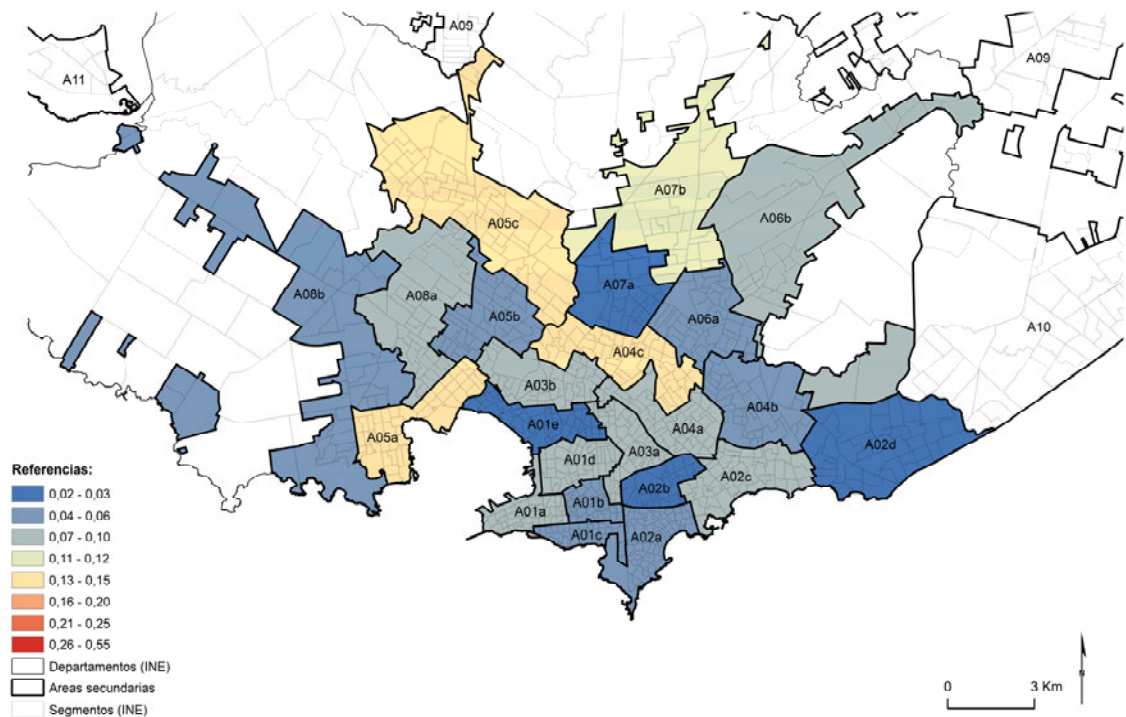 A09
A11
A09
A07b
A06b
A05c
A08a
A07a
A08b
A05b
A06a
A10
A04c
A03b
A04b
A01e
A04a
A05a
A02d
A03a
A01d
A02c
A02b
A01b
A01a
A01c
A02a
Referencias:
0,02 - 0,03
0,04 - 0,06
0,07 - 0,10
0,11 - 0,12
0,13 - 0,15
0,16 - 0,20
0,21 - 0,25
0,26 - 0,55
Departamentos (INE)
Areas secundarias
Segmentos (INE)
N
0 3 Km